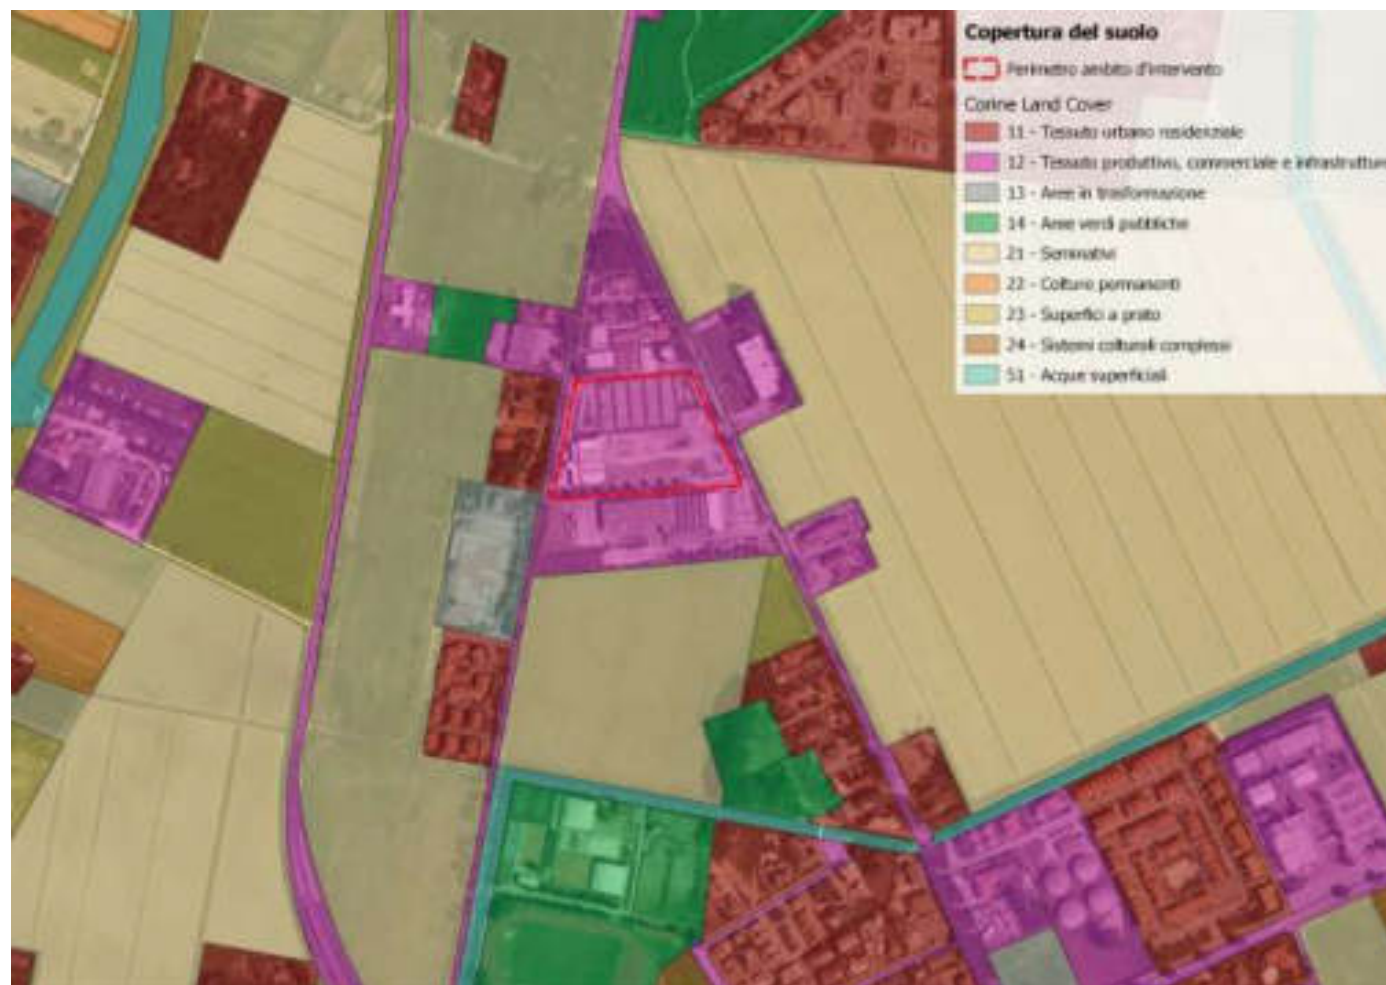 Copertura del suolo
Perimetro ambito d'intervento
Corine Land Cover
11 - Tessuto urbano residenziale
12 - Tessuto produttivo, commerciale e infrastruttur
13 - Aree in trasformazione
14 - Aree verdi pubbliche
21 - Seminativi
22 - Colture permanenti
23 - Superfici a prato
24 - Sistemi colturali complessi
51 - Acque superficiali